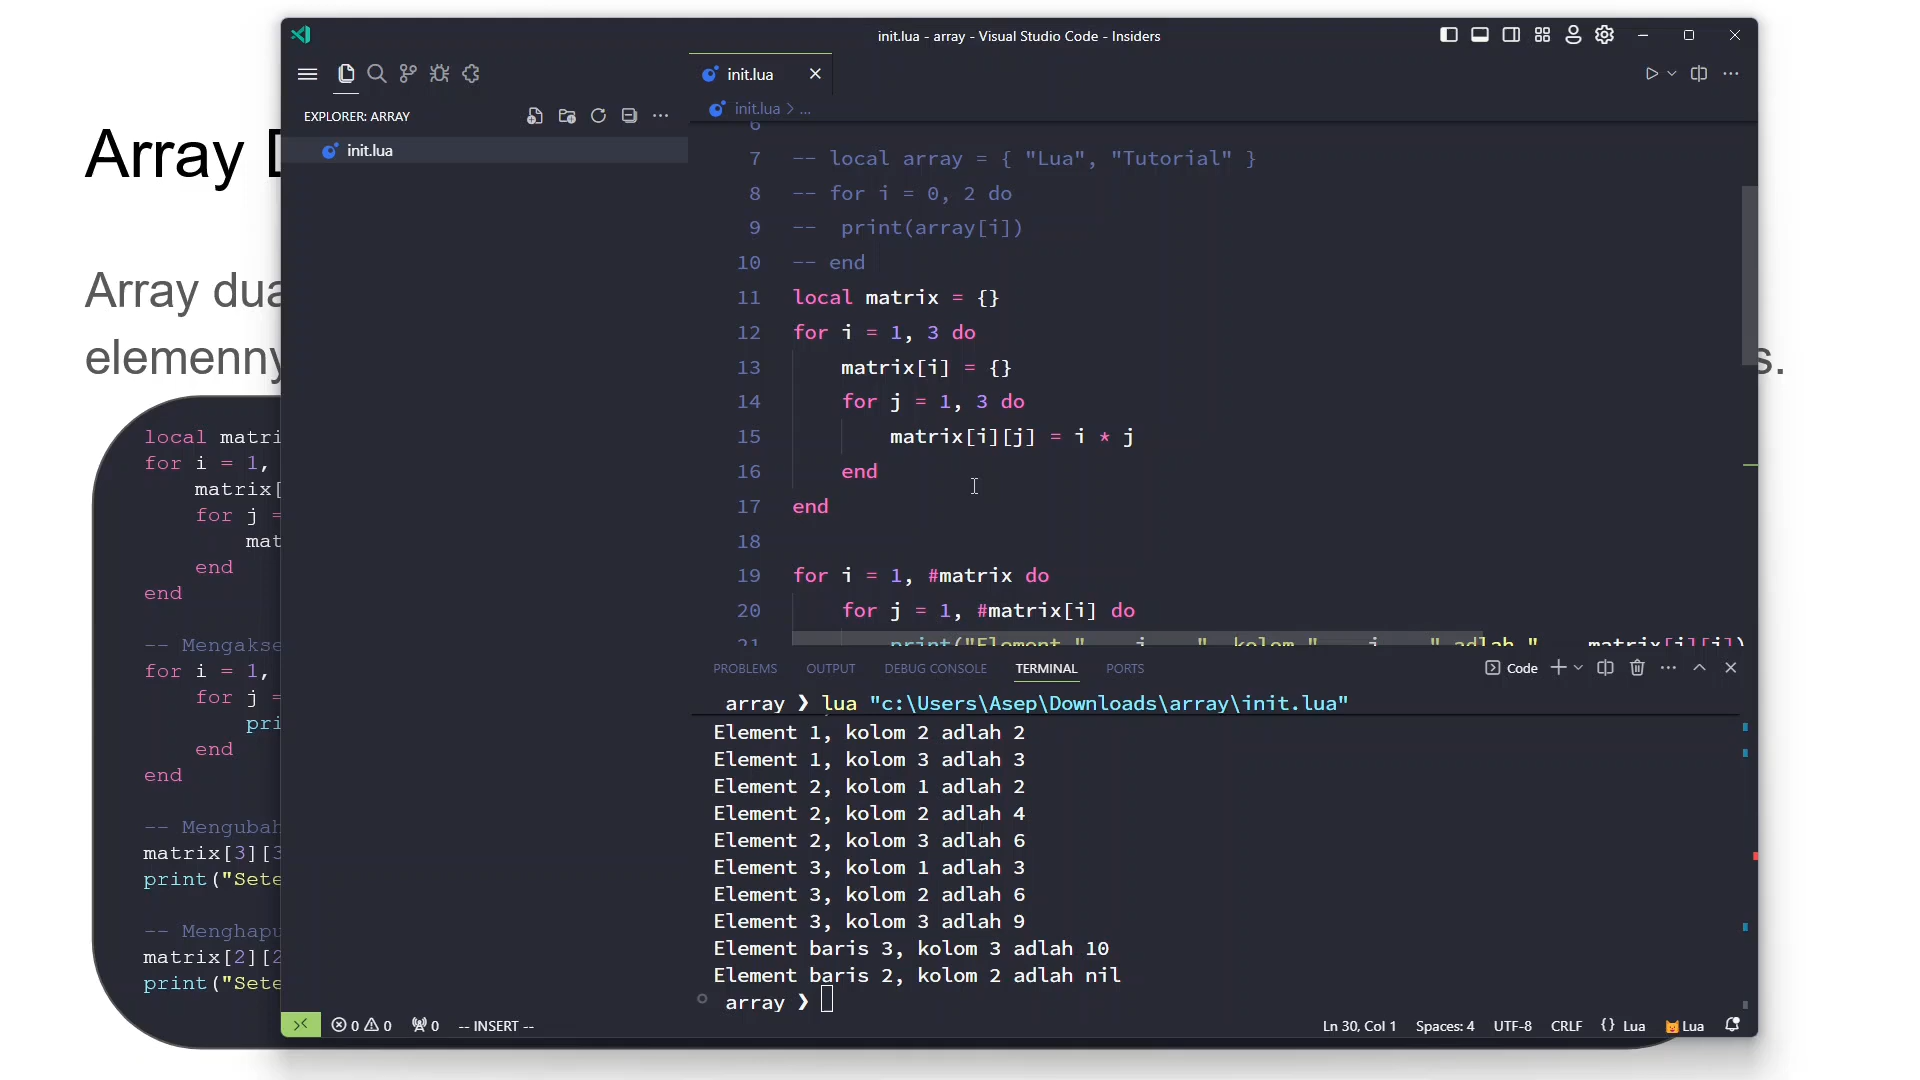 init.lua - array - Visual Studio Code - Insiders
init.lua
EXPLORER: ARRAY
init.lua > ...
init.lua
Array D
Array dua
elemenny
s.
6
7 -- local array = { "Lua", "Tutorial" }
8 -- for i = 0, 2 do
9 --  print(array[i])
10 -- end
11 local matrix = {}
12 for i = 1, 3 do
13 matrix[i] = {}
14 for j = 1, 3 do
15 matrix[i][j] = i * j
16 end
17 end
18
19 for i = 1, #matrix do
20 for j = 1, #matrix[i] do
21 print("Element " .. i .. ", kolom " .. j .. " adlah " .. matrix[i][j])
local matri
for i = 1,
matrix[
for j =
mat
end
end
-- Mengakse
for i = 1,
for j =
pri
end
end
-- Mengubah
matrix[3][3
print("Sete
-- Menghapu
matrix[2][2
print("Sete
PROBLEMS OUTPUT DEBUG CONSOLE TERMINAL PORTS Code
array ❯ lua "c:\Users\Asep\Downloads\array\init.lua"
Element 1, kolom 2 adlah 2
Element 1, kolom 3 adlah 3
Element 2, kolom 1 adlah 2
Element 2, kolom 2 adlah 4
Element 2, kolom 3 adlah 6
Element 3, kolom 1 adlah 3
Element 3, kolom 2 adlah 6
Element 3, kolom 3 adlah 9
Element baris 3, kolom 3 adlah 10
Element baris 2, kolom 2 adlah nil
array ❯
0 0 0 -- INSERT -- Ln 30, Col 1 Spaces: 4 UTF-8 CRLF {} Lua Lua